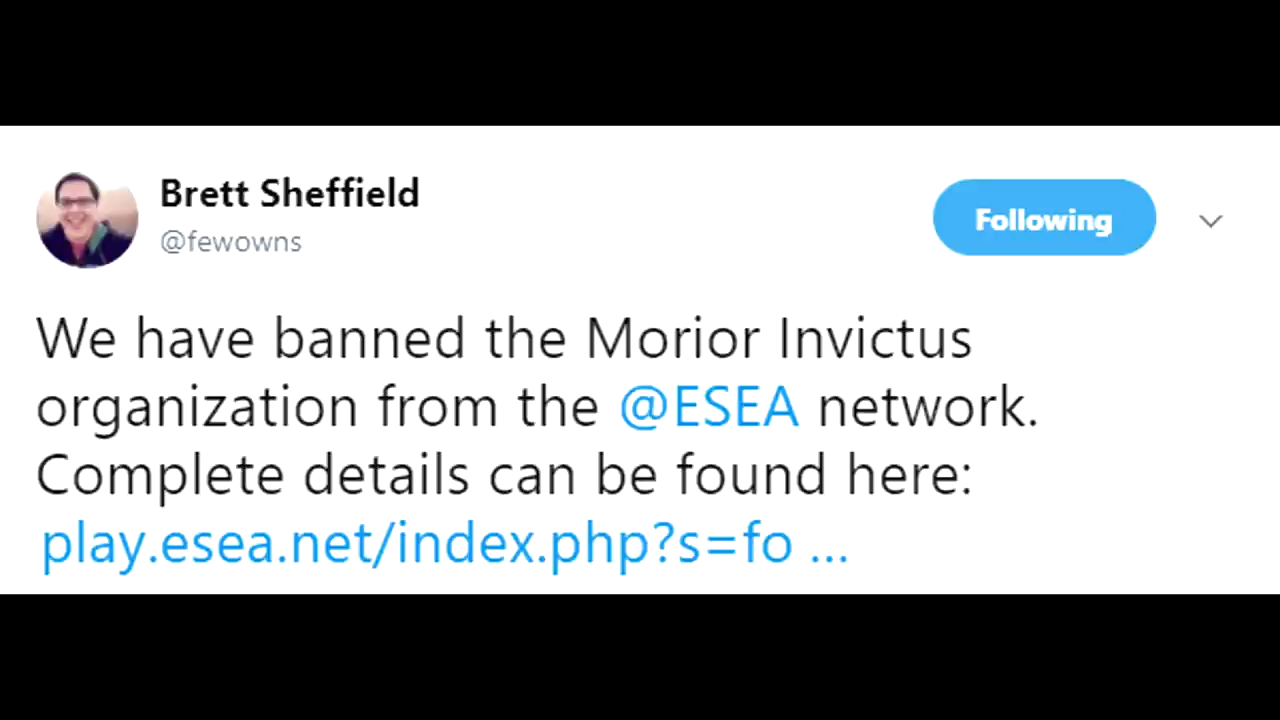 Brett Sheffield
@fewowns
Following
We have banned the Morior Invictus
organization from the @ESEA network.
Complete details can be found here:
play.esea.net/index.php?s=fo ...